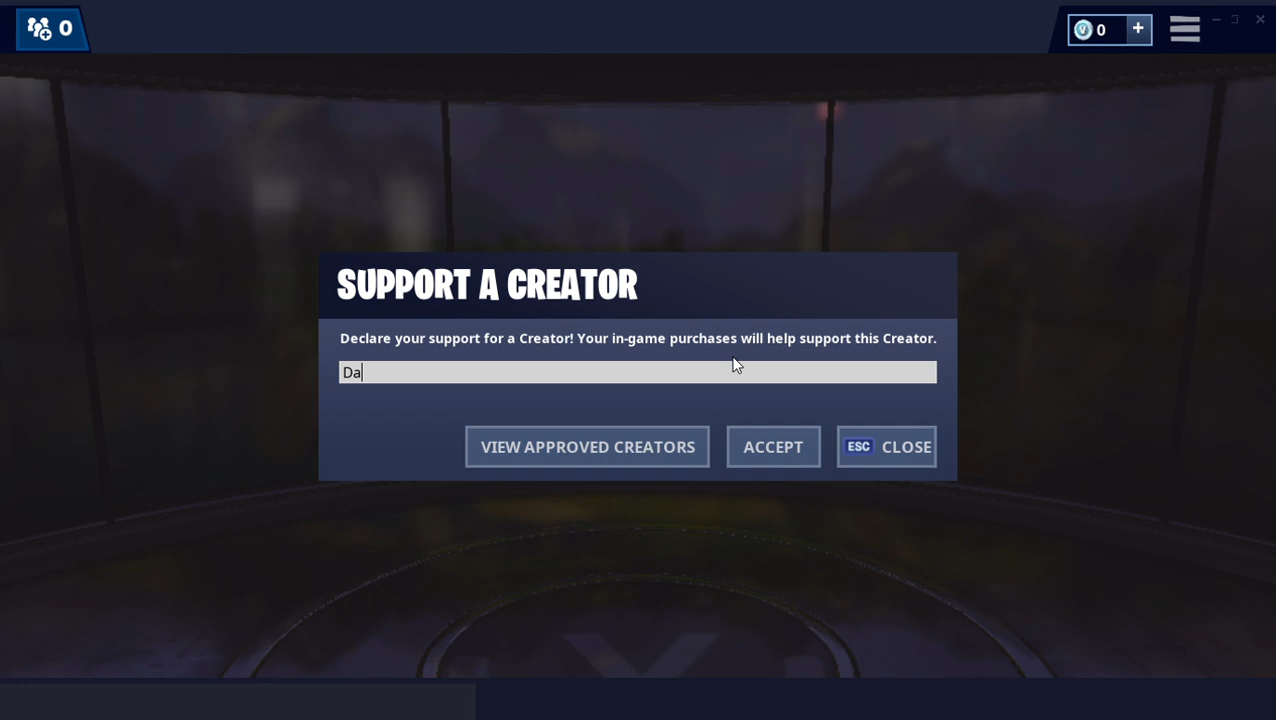 0
0 +
SUPPORT A CREATOR
Declare your support for a Creator! Your in-game purchases will help support this Creator.
Da
VIEW APPROVED CREATORS ACCEPT ESC CLOSE